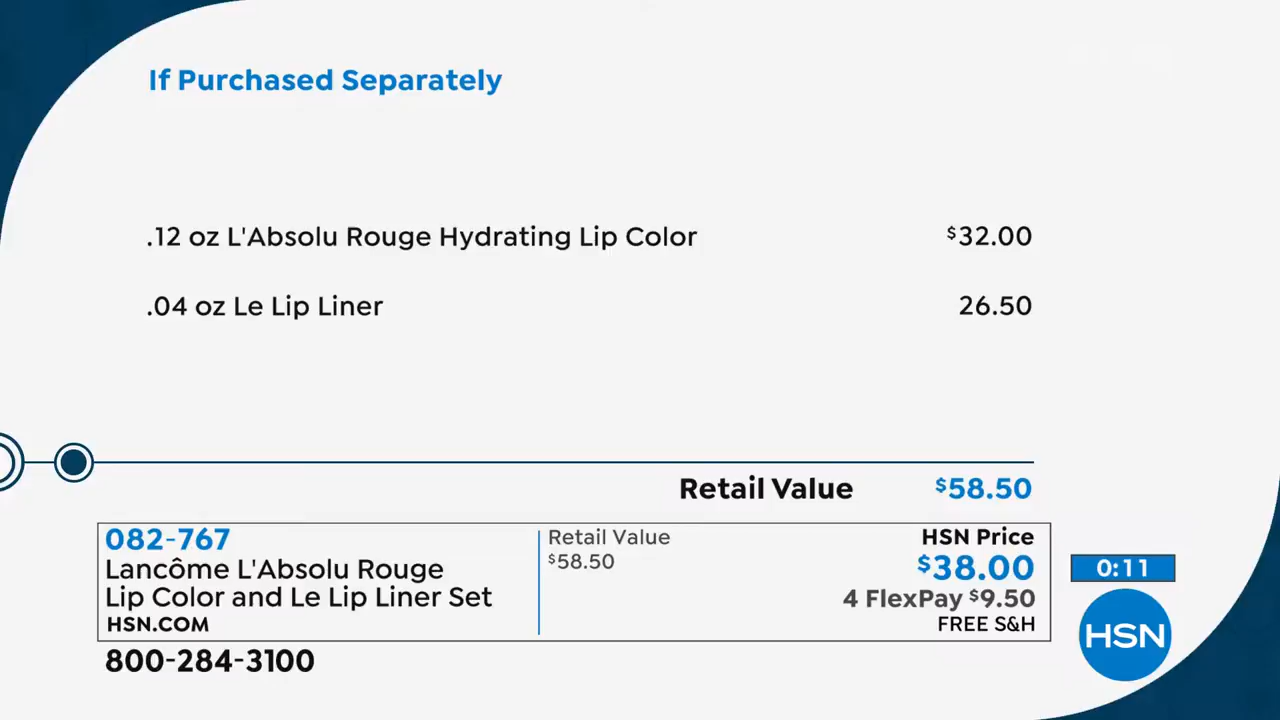 If Purchased Separately
.12 oz L'Absolu Rouge Hydrating Lip Color $32.00
.04 oz Le Lip Liner 26.50
Retail Value $58.50
082-767
Lancôme L'Absolu Rouge
Lip Color and Le Lip Liner Set
HSN.COM
Retail Value
$58.50
HSN Price
$38.00
4 FlexPay $9.50
FREE S&H
0:11
HSN
800-284-3100